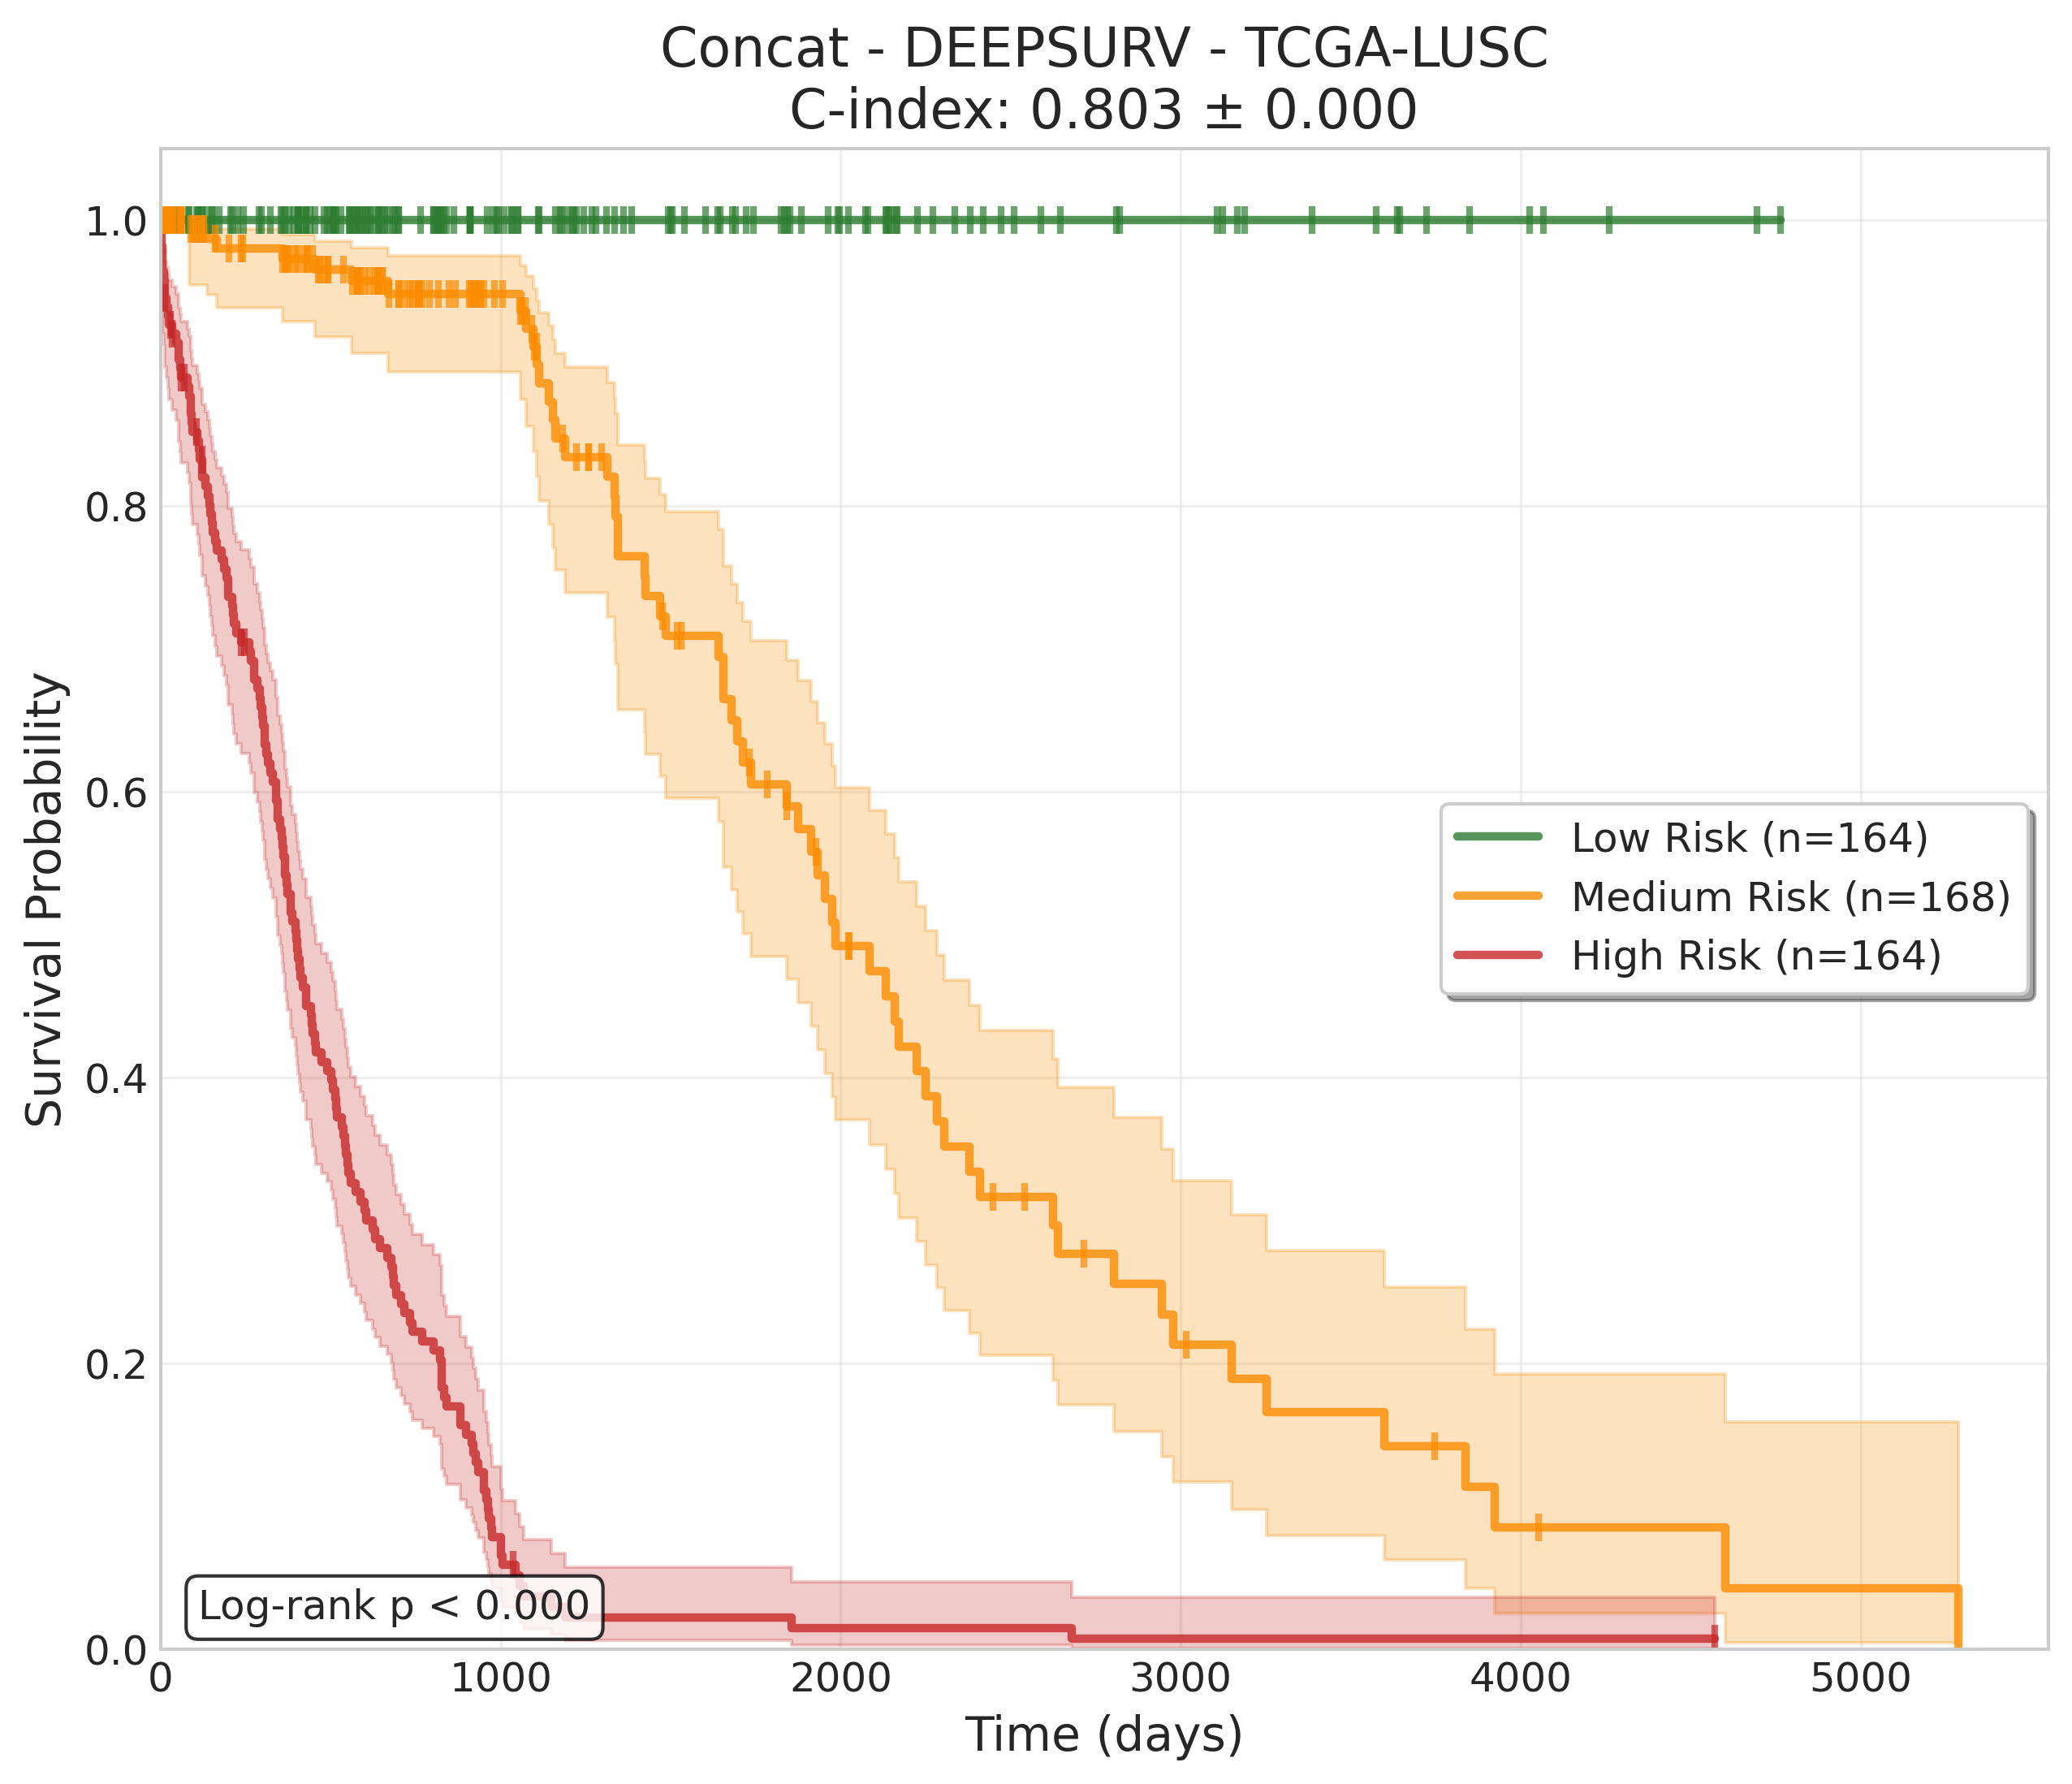 Concat - DEEPSURV - TCGA-LUSC
C-index: 0.803 ± 0.000
Survival Probability
1.0
0.8
0.6
0.4
0.2
0.0
Low Risk (n=164)
Medium Risk (n=168)
High Risk (n=164)
Log-rank p < 0.000
0 1000 2000 3000 4000 5000
Time (days)